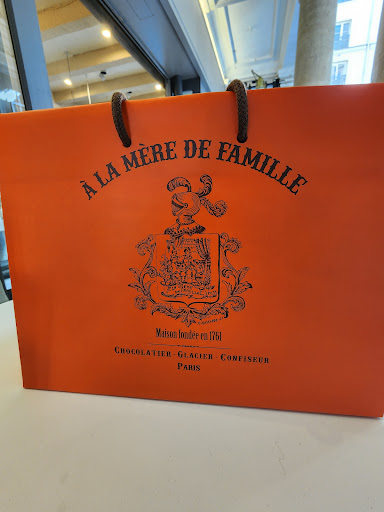 À LA MÈRE DE FAMILLE
Maison fondée en 1761
CHOCOLATIER · GLACIER · CONFISEUR
PARIS